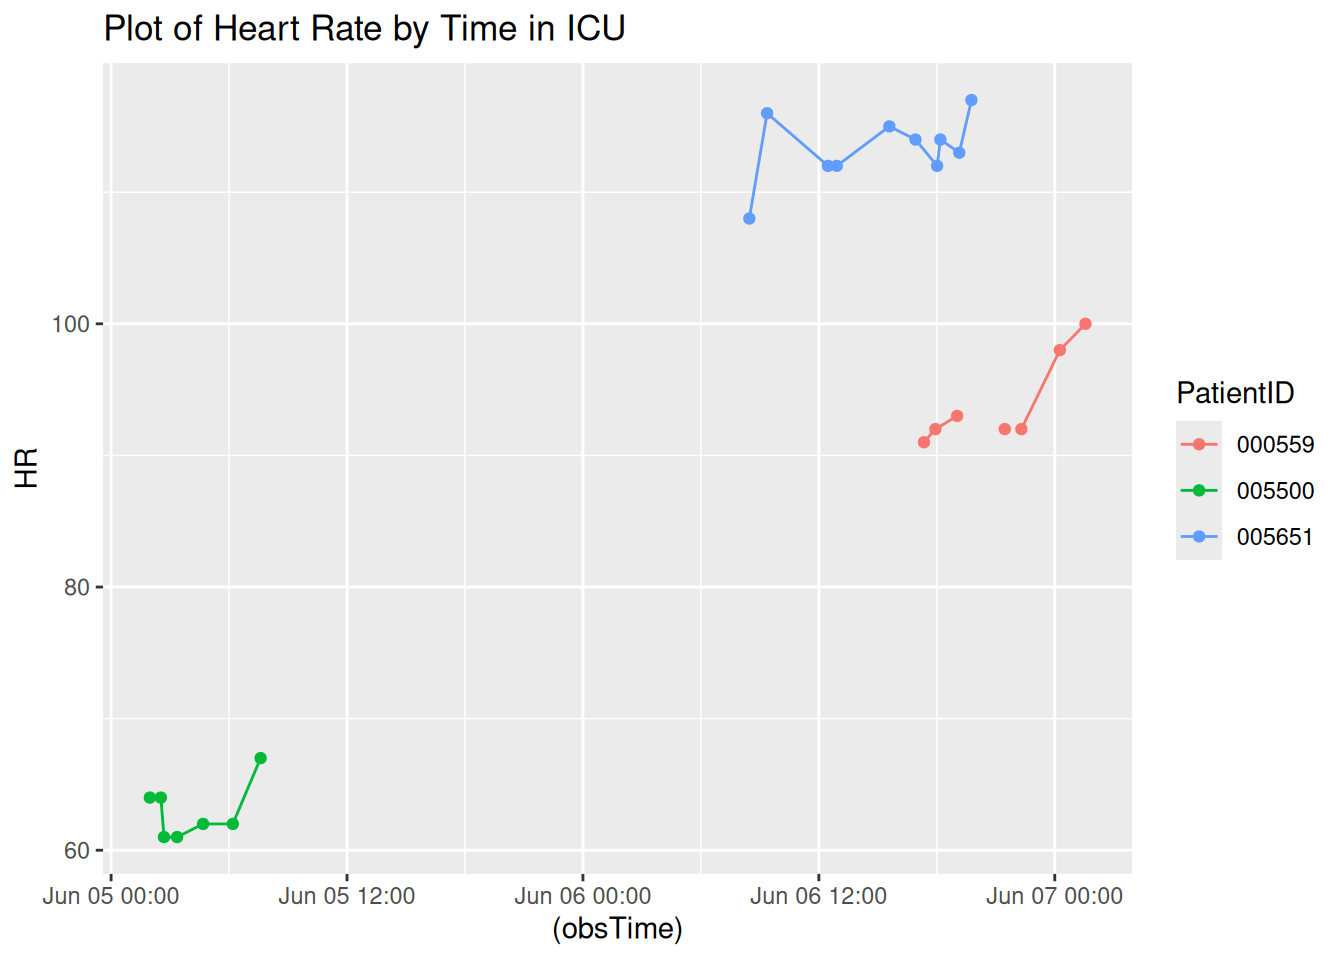 Plot of Heart Rate by Time in ICU
HR
100
80
60
Jun 05 00:00 Jun 05 12:00 Jun 06 00:00 Jun 06 12:00 Jun 07 00:00
(obsTime)
PatientID
000559
005500
005651